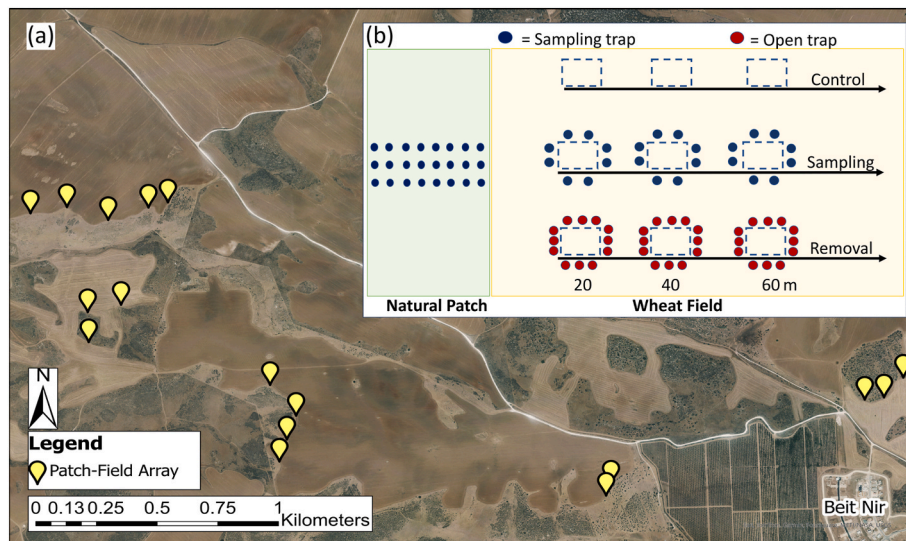 (a)
(b)
= Sampling trap
= Open trap
Control
Sampling
Removal
20 40 60 m
Natural Patch
Wheat Field
N
Legend
Patch-Field Array
0 0.13 0.25 0.5 0.75 1
Kilometers
Beit Nir